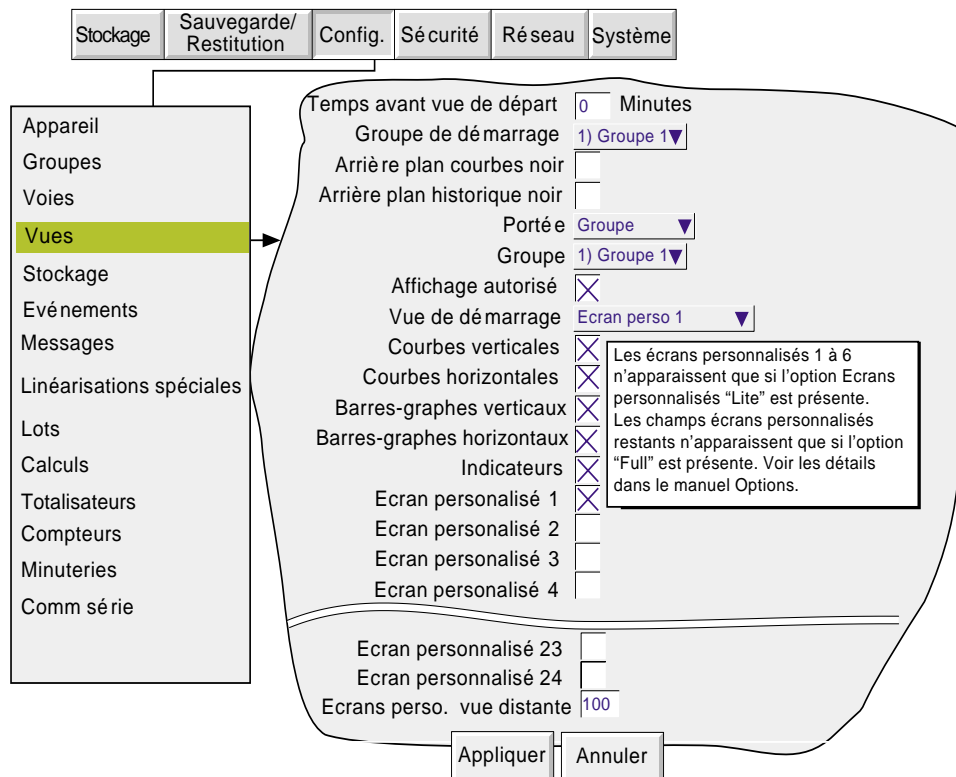 Stockage
Sauvegarde/
Restitution
Config.
Sécurité
Réseau
Système
Appareil
Groupes
Voies
Vues
Stockage
Evénements
Messages
Linéarisations spéciales
Lots
Calculs
Totalisateurs
Compteurs
Minuteries
Comm série
Temps avant vue de départ 0 Minutes
Groupe de démarrage 1) Groupe 1
Arrière plan courbes noir
Arrière plan historique noir
Portée Groupe
Groupe 1) Groupe 1
Affichage autorisé
Vue de démarrage Ecran perso 1
Courbes verticales
Courbes horizontales
Barres-graphes verticaux
Barres-graphes horizontaux
Indicateurs
Ecran personalisé 1
Ecran personalisé 2
Ecran personalisé 3
Ecran personalisé 4
Les écrans personnalisés 1 à 6
n'apparaissent que si l'option Ecrans
personnalisés “Lite” est présente.
Les champs écrans personnalisés
restants n'apparaissent que si l'option
“Full” est présente. Voir les détails
dans le manuel Options.
Ecran personnalisé 23
Ecran personnalisé 24
Ecrans perso. vue distante 100
Appliquer
Annuler